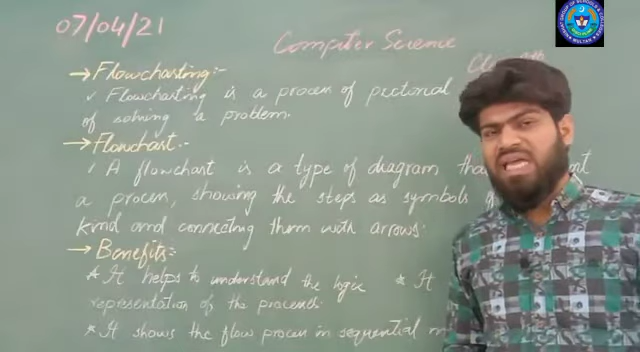 07/04/21
Computer Science
→ Flowcharting:-
✓ Flowcharting is a process of pictorial
of solving a problem.
→ Flowchart:-
✓ A flowchart is a type of diagram
a process, showing the steps as symbols
kind and connecting them with arrows.
→ Benefits:-
* It helps to understand the logic * It
representation of the processes.
* It shows the flow process in sequential